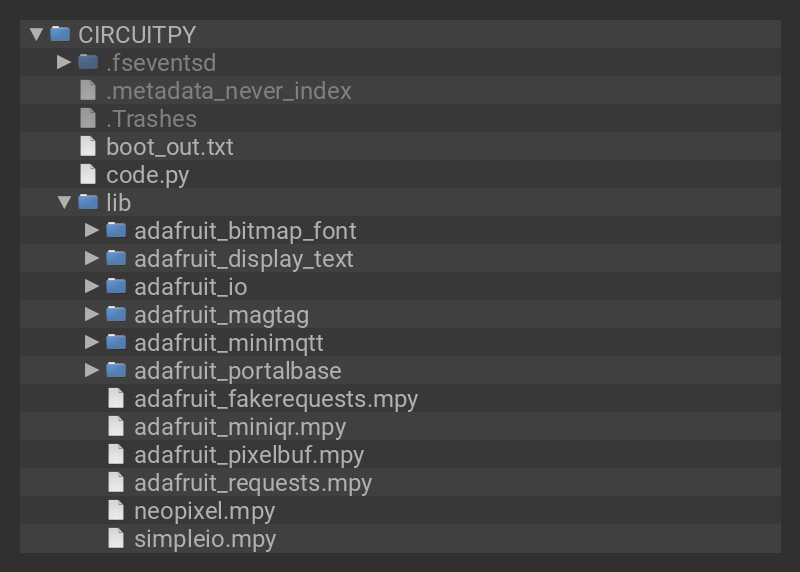 CIRCUITPY
.fseventsd
.metadata_never_index
.Trashes
boot_out.txt
code.py
lib
adafruit_bitmap_font
adafruit_display_text
adafruit_io
adafruit_magtag
adafruit_minimqtt
adafruit_portalbase
adafruit_fakerequests.mpy
adafruit_miniqr.mpy
adafruit_pixelbuf.mpy
adafruit_requests.mpy
neopixel.mpy
simpleio.mpy